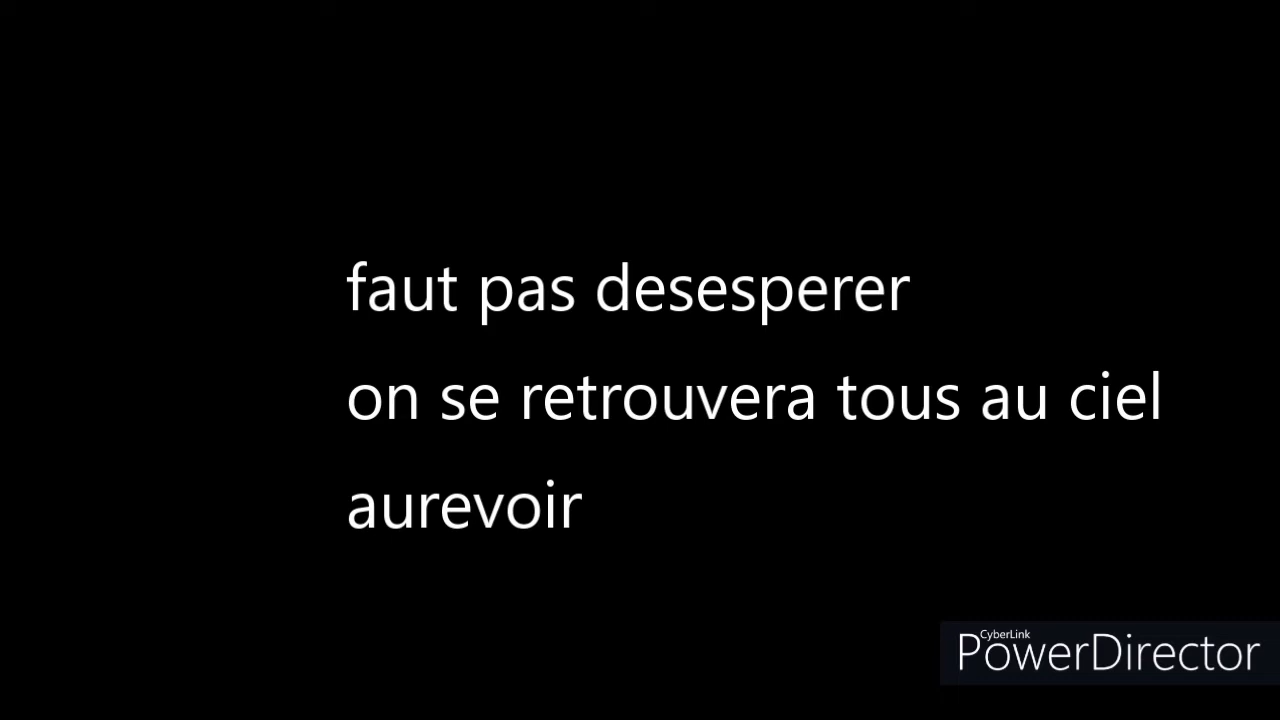 faut pas desesperer
on se retrouvera tous au ciel
aurevoir
CyberLink
PowerDirector